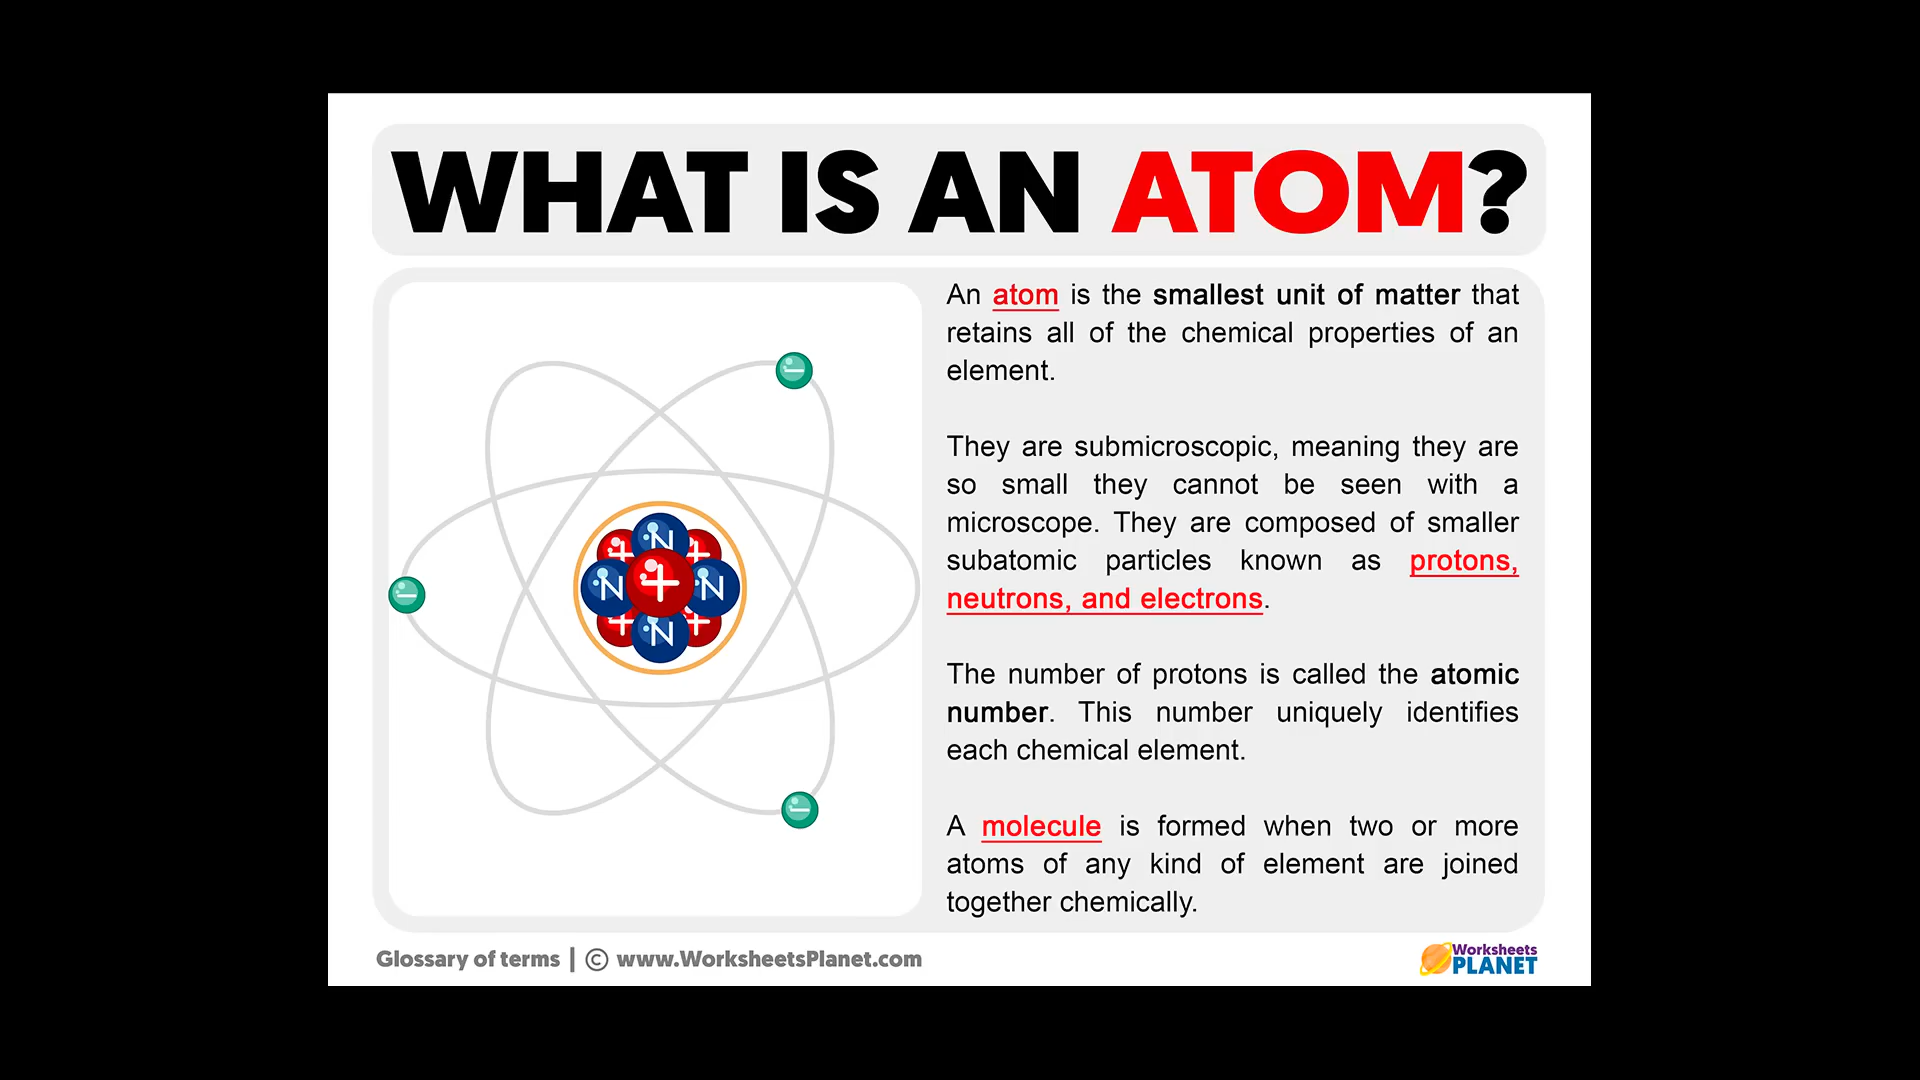 WHAT IS AN ATOM?
An atom is the smallest unit of matter that
retains all of the chemical properties of an
element.
They are submicroscopic, meaning they are
so small they cannot be seen with a
microscope. They are composed of smaller
subatomic particles known as protons,
neutrons, and electrons.
The number of protons is called the atomic
number. This number uniquely identifies
each chemical element.
A molecule is formed when two or more
atoms of any kind of element are joined
together chemically.
−
−
−
+ N +
N + N
+ N +
Glossary of terms | © www.WorksheetsPlanet.com
Worksheets
PLANET